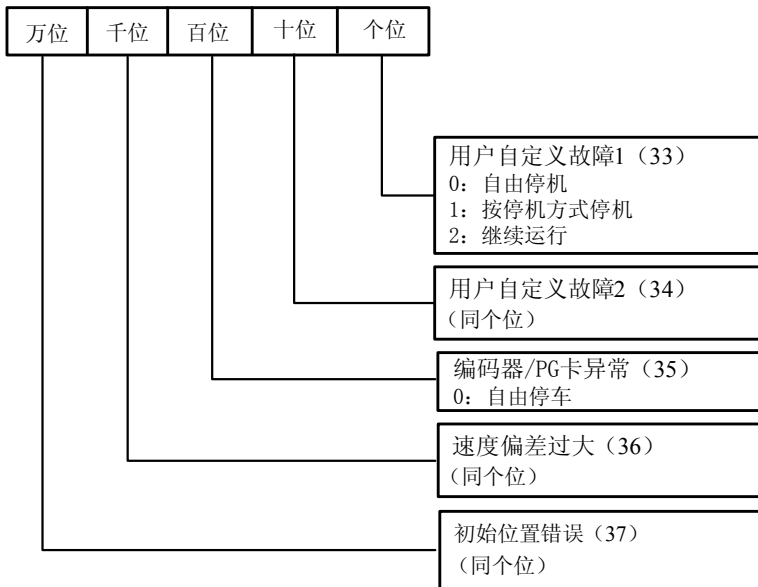 万位 千位 百位 十位 个位
用户自定义故障1（33）
0：自由停机
1：按停机方式停机
2：继续运行
用户自定义故障2（34）
（同个位）
编码器/PG卡异常（35）
0：自由停车
速度偏差过大（36）
（同个位）
初始位置错误（37）
（同个位）